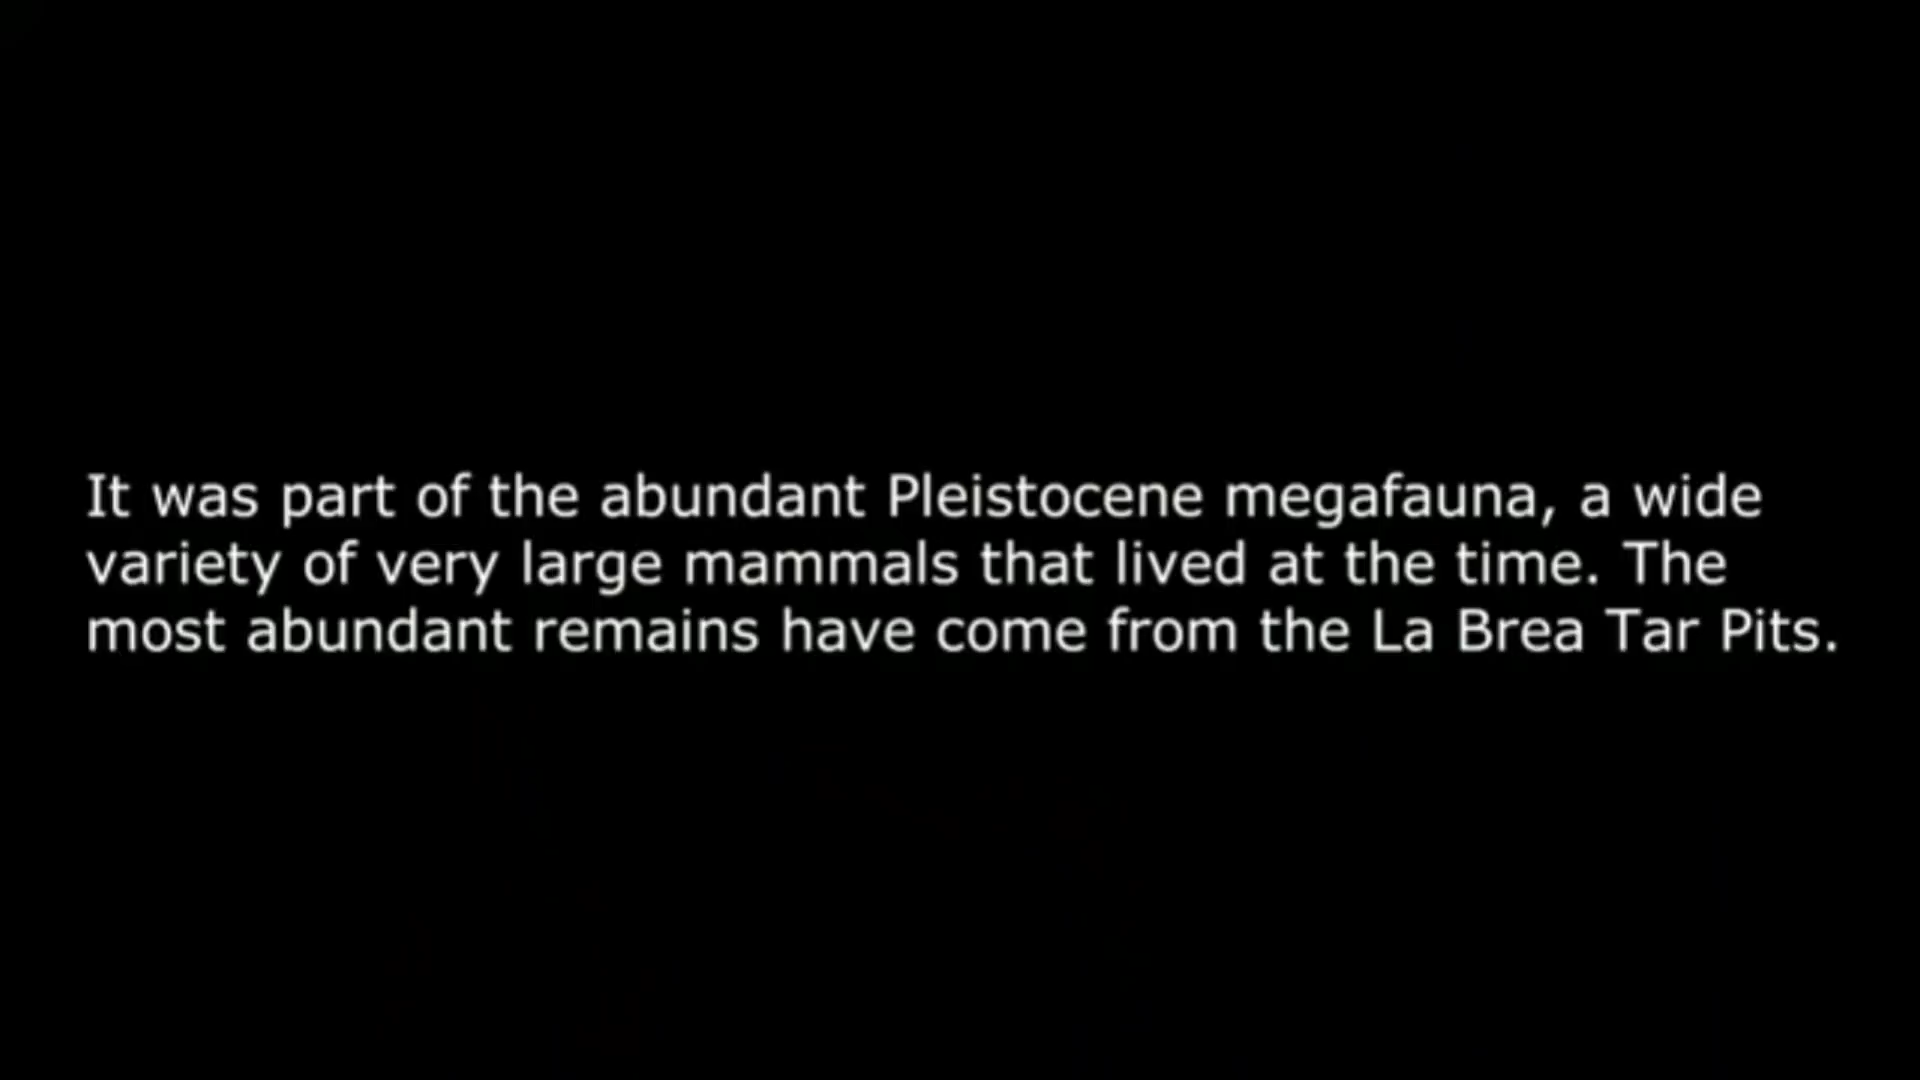 It was part of the abundant Pleistocene megafauna, a wide
variety of very large mammals that lived at the time. The
most abundant remains have come from the La Brea Tar Pits.